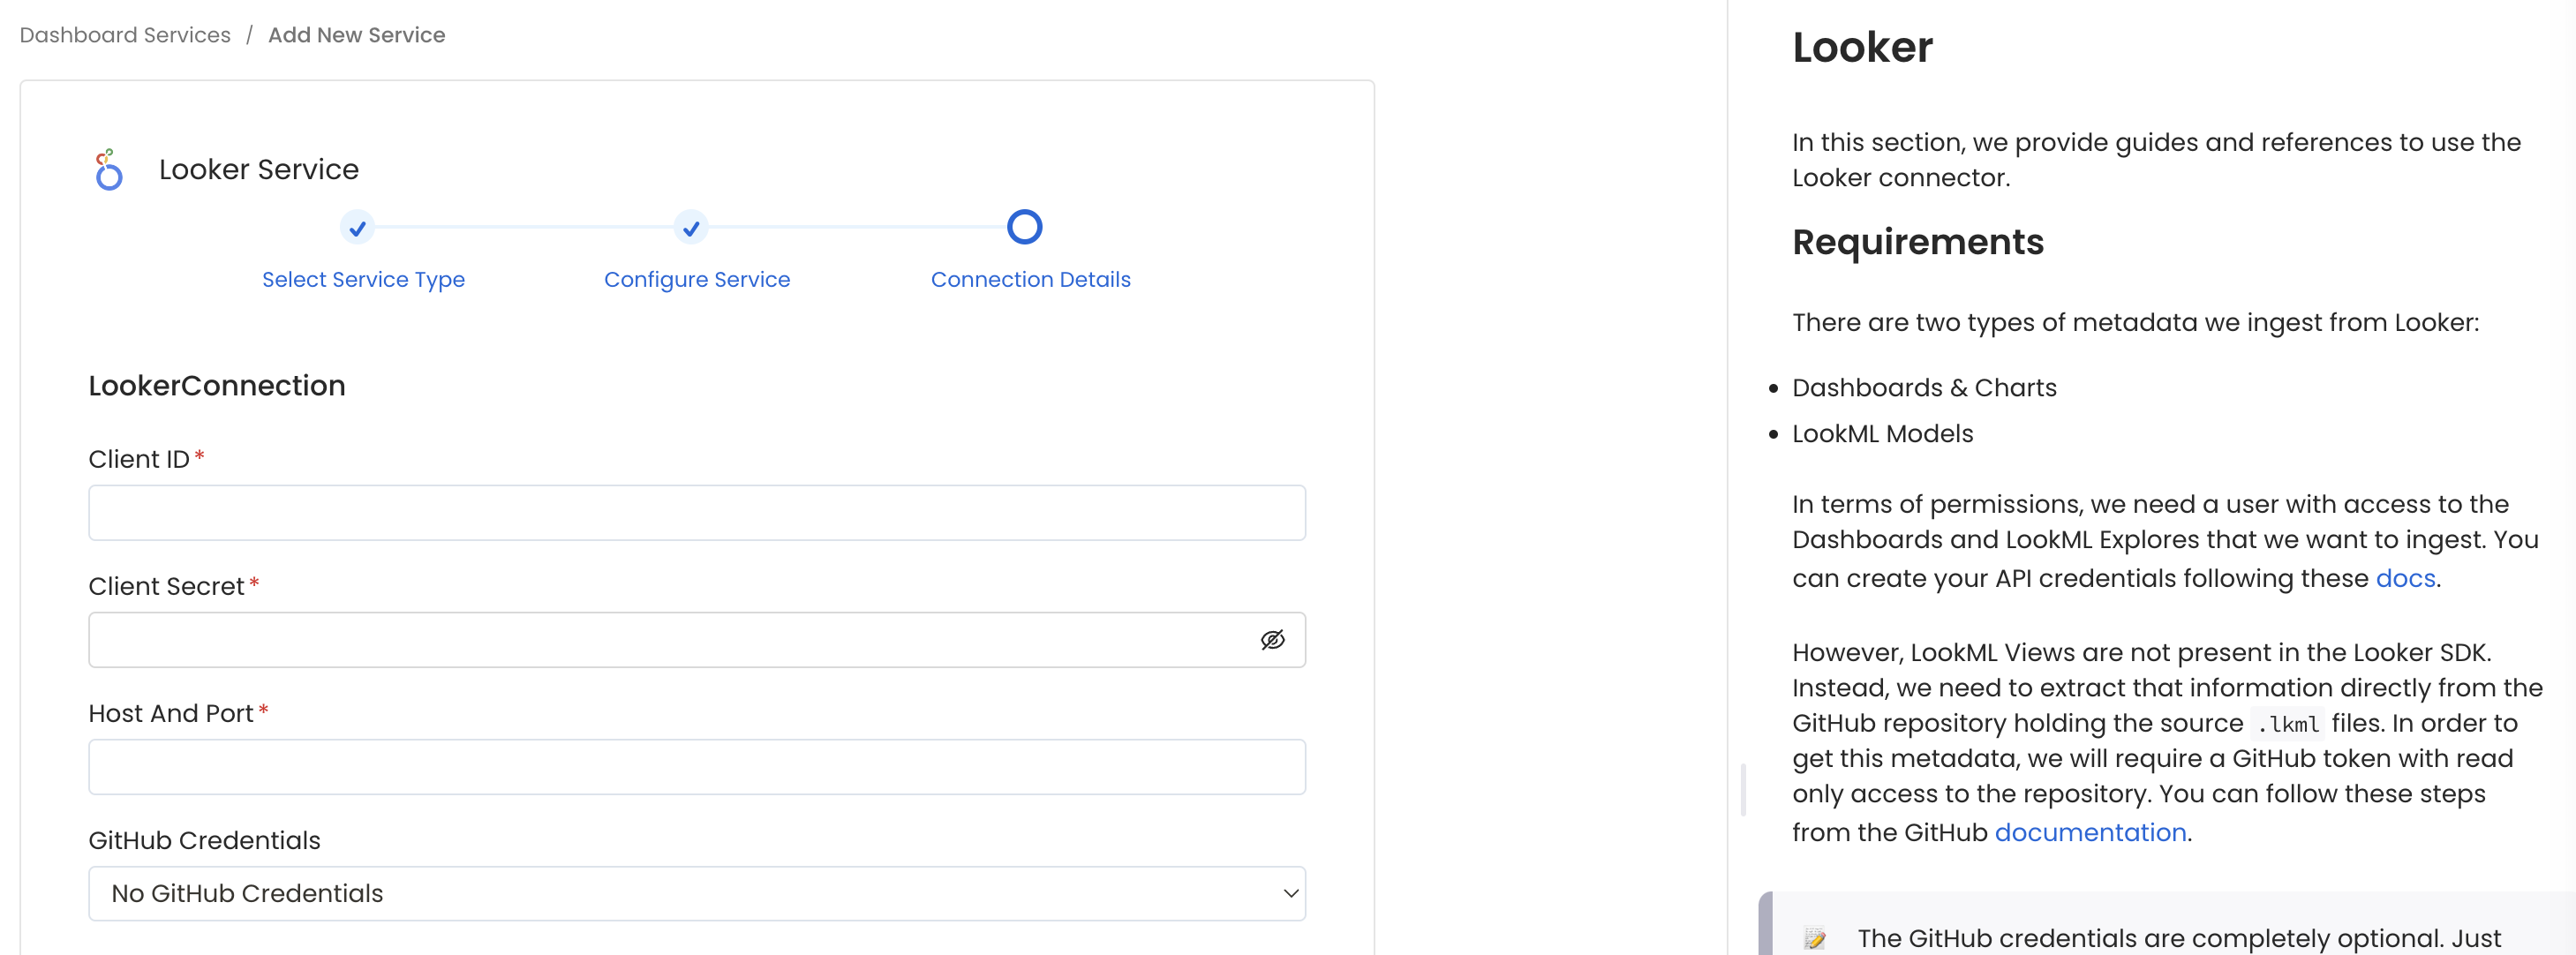 Dashboard Services / Add New Service
Looker Service
Select Service Type
Configure Service
Connection Details
LookerConnection
Client ID *
Client Secret *
Host And Port *
GitHub Credentials
No GitHub Credentials
Looker
In this section, we provide guides and references to use the
Looker connector.
Requirements
There are two types of metadata we ingest from Looker:
• Dashboards & Charts
• LookML Models
In terms of permissions, we need a user with access to the
Dashboards and LookML Explores that we want to ingest. You
can create your API credentials following these docs.
However, LookML Views are not present in the Looker SDK.
Instead, we need to extract that information directly from the
GitHub repository holding the source .lkml files. In order to
get this metadata, we will require a GitHub token with read
only access to the repository. You can follow these steps
from the GitHub documentation.
The GitHub credentials are completely optional. Just